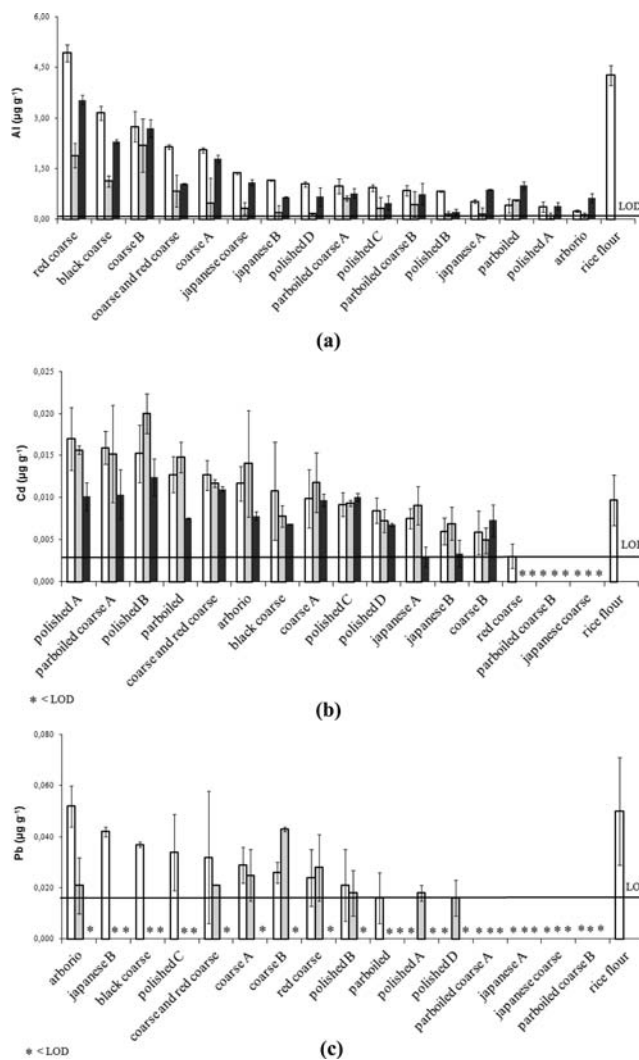 6,00
4,50
3,00
1,50
0,00
Al (µg g⁻¹)
LOD
red coarse
black coarse
coarse B
coarse and red coarse
coarse A
japanese coarse
japanese B
polished D
parboiled coarse A
polished C
parboiled coarse B
polished B
japanese A
parboiled
polished A
arborio
rice flour
(a)
0,025
0,020
0,015
0,010
0,005
0,000
Cd (µg g⁻¹)
LOD
* * * * * * * *
polished A
parboiled coarse A
polished B
parboiled
coarse and red coarse
arborio
black coarse
coarse A
polished C
polished D
japanese A
japanese B
coarse B
red coarse
parboiled coarse B
japanese coarse
rice flour
* < LOD
(b)
0,080
0,060
0,040
0,020
0,000
Pb (µg g⁻¹)
LO
arborio
japanese B
black coarse
polished C
coarse and red coarse
coarse A
coarse B
red coarse
polished B
parboiled
polished A
polished D
parboiled coarse A
japanese A
japanese coarse
parboiled coarse B
rice flour
* < LOD
(c)